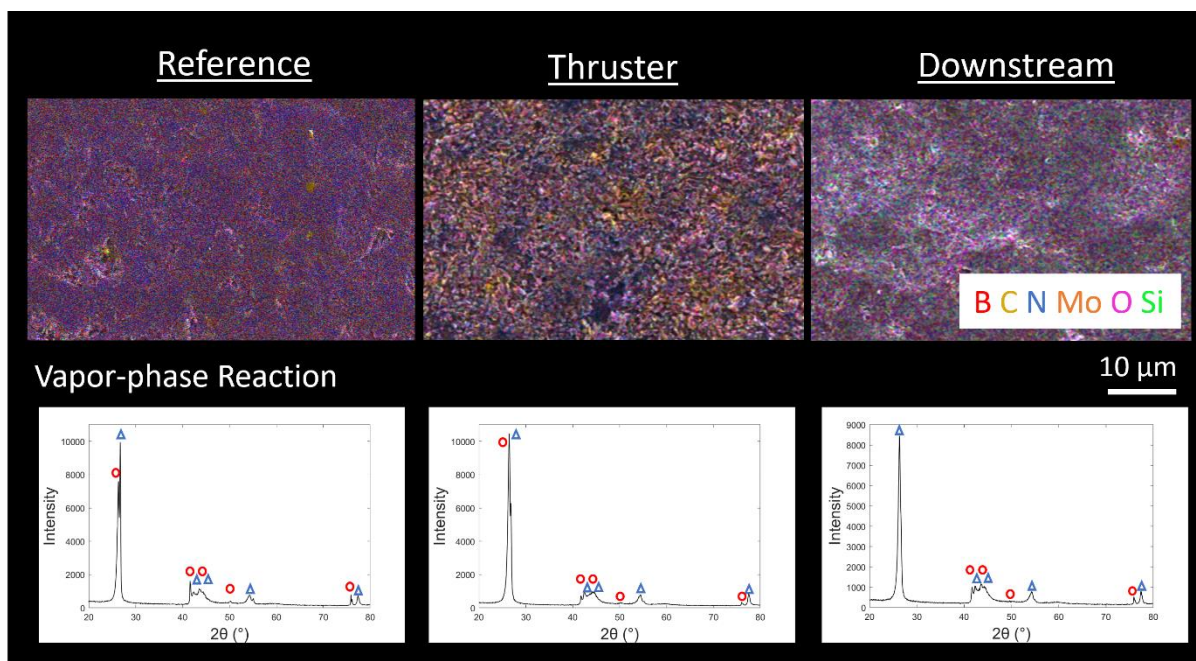 Reference
Thruster
Downstream
B C N Mo O Si
Vapor-phase Reaction
10 µm
10000
8000
6000
4000
2000
0
Intensity
20 30 40 50 60 70 80
2θ (°)
10000
8000
6000
4000
2000
0
Intensity
20 30 40 50 60 70 80
2θ (°)
9000
8000
7000
6000
5000
4000
3000
2000
1000
0
Intensity
20 30 40 50 60 70 80
2θ (°)